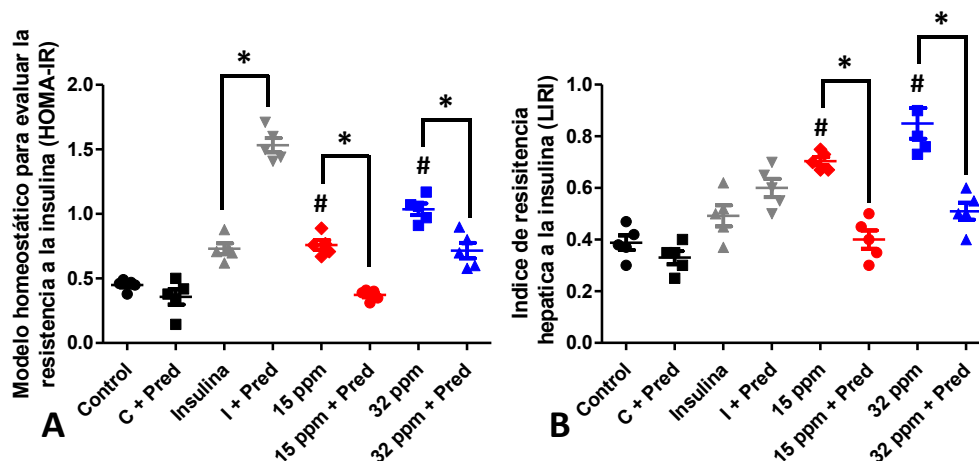 Modelo homeostático para evaluar la
resistencia a la insulina (HOMA-IR)
2.5
2.0
1.5
1.0
0.5
0.0
*
*
*
#
#
Control
C + Pred
Insulina
I + Pred
15 ppm
15 ppm + Pred
32 ppm
32 ppm + Pred
A
Indice de resisitencia
hepatica a la insulina (LIRI)
1.0
0.8
0.6
0.4
0.2
0.0
*
*
#
#
Control
C + Pred
Insulina
I + Pred
15 ppm
15 ppm + Pred
32 ppm
32 ppm + Pred
B